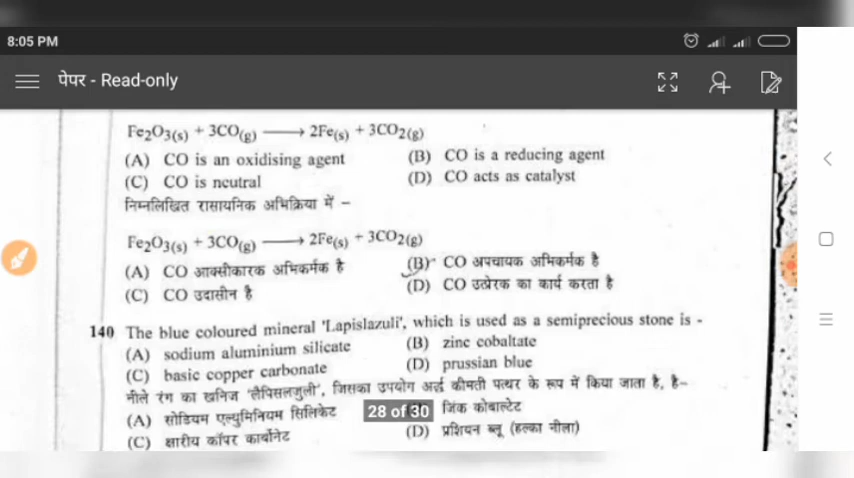 8:05 PM
पेपर - Read-only
Fe2O3(s) + 3CO(g) ⟶ 2Fe(s) + 3CO2(g)
(A) CO is an oxidising agent (B) CO is a reducing agent
(C) CO is neutral (D) CO acts as catalyst
निम्नलिखित रासायनिक अभिक्रिया में –
Fe2O3(s) + 3CO(g) ⟶ 2Fe(s) + 3CO2(g)
(A) CO आक्सीकारक अभिकर्मक है (B) CO अपचायक अभिकर्मक है
(C) CO उदासीन है (D) CO उत्प्रेरक का कार्य करता है
140 The blue coloured mineral 'Lapislazuli', which is used as a semiprecious stone is -
(A) sodium aluminium silicate (B) zinc cobaltate
(C) basic copper carbonate (D) prussian blue
नीले रंग का खनिज 'लैपिसलजुली', जिसका उपयोग अर्द्ध कीमती पत्थर के रूप में किया जाता है, है–
(A) सोडियम एल्युमिनियम सिलिकेट जिंक कोबाल्टेट
28 of 30
(C) क्षारीय कॉपर कार्बोनेट (D) प्रशियन ब्लू (हल्का नीला)